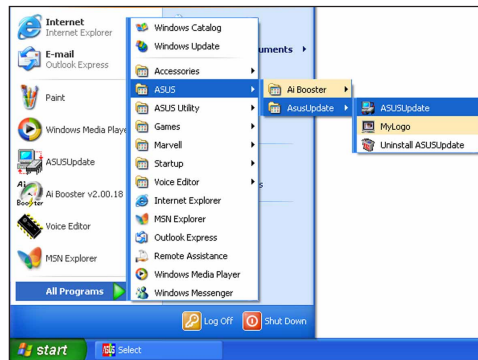 Internet
Internet Explorer
E-mail
Outlook Express
Paint
Windows Media Playe
ASUSUpdate
Ai Booster v2.00.18
Voice Editor
MSN Explorer
All Programs
Windows Catalog
Windows Update
Accessories
ASUS
ASUS Utility
Games
Marvell
Startup
Voice Editor
Internet Explorer
MSN Explorer
Outlook Express
Remote Assistance
Windows Media Player
Windows Messenger
uments
s
Ai Booster
AsusUpdate
ASUSUpdate
MyLogo
Uninstall ASUSUpdate
Log Off
Shut Down
start
Select